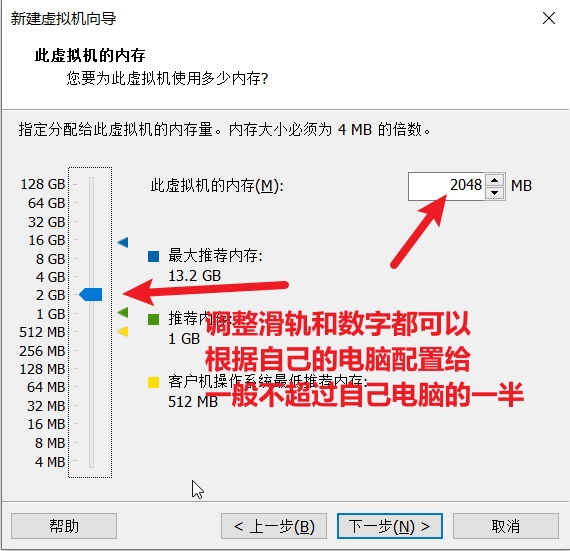 新建虚拟机向导
此虚拟机的内存
您要为此虚拟机使用多少内存?
指定分配给此虚拟机的内存量。内存大小必须为 4 MB 的倍数。
128 GB
64 GB
32 GB
16 GB
8 GB
4 GB
2 GB
1 GB
512 MB
256 MB
128 MB
64 MB
32 MB
16 MB
8 MB
4 MB
此虚拟机的内存(M):
2048 MB
最大推荐内存:
13.2 GB
推荐内存:
1 GB
客户机操作系统最低推荐内存:
512 MB
调整滑轨和数字都可以
根据自己的电脑配置给
一般不超过自己电脑的一半
帮助
< 上一步(B)
下一步(N) >
取消